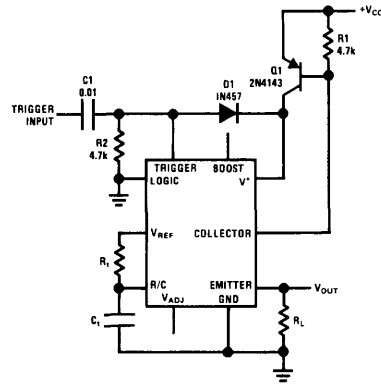 +VCC
R1
4.7k
Q1
2N4143
D1
IN457
C1
0.01
TRIGGER
INPUT
R2
4.7k
TRIGGER
LOGIC
BOOST
V+
VREF
COLLECTOR
Rt
R/C
VADJ
EMITTER
GND
VOUT
Ct
RL